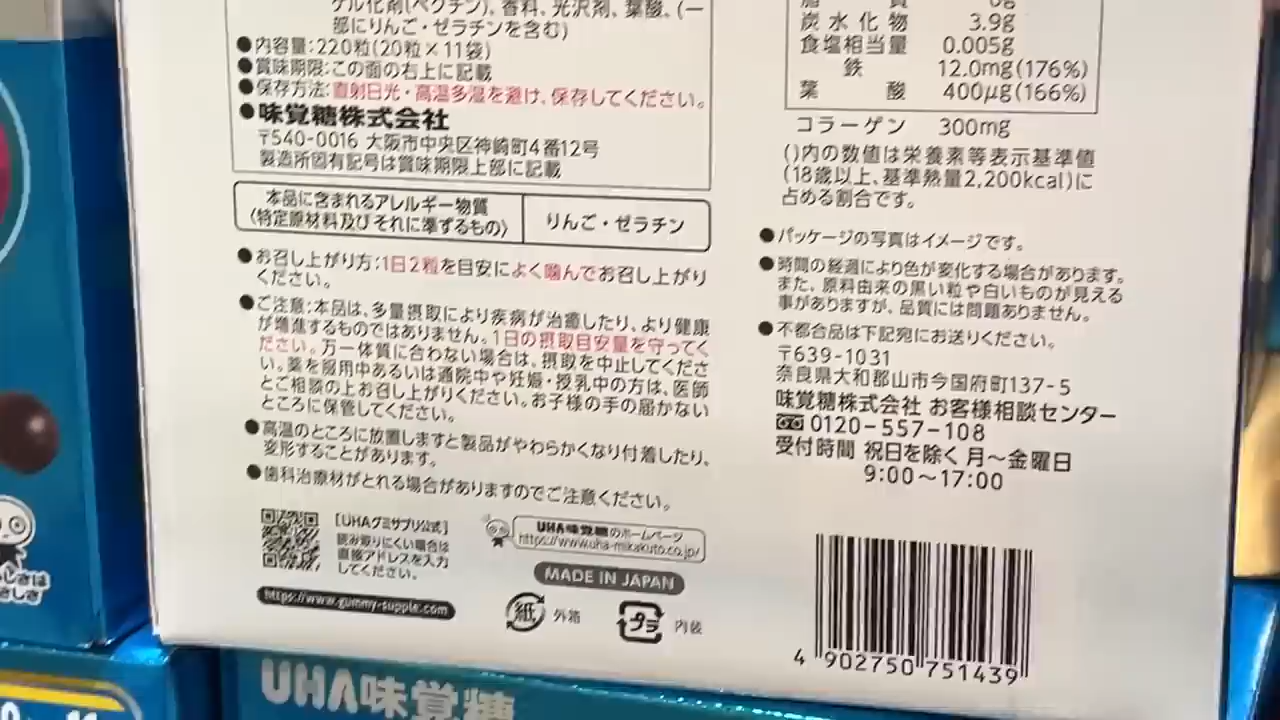 ゲル化剤(ペクチン)、香料、光沢剤、葉酸、(一
部にりんご・ゼラチンを含む)
●内容量:220粒(20粒×11袋)
●賞味期限:この面の右上に記載
●保存方法:直射日光・高温多湿を避け、保存してください。
●味覚糖株式会社
〒540-0016 大阪市中央区神崎町4番12号
製造所固有記号は賞味期限上部に記載
本品に含まれるアレルギー物質
(特定原材料及びそれに準ずるもの)
りんご・ゼラチン
●お召し上がり方:1日2粒を目安によく噛んでお召し上がり
ください。
●ご注意:本品は、多量摂取により疾病が治癒したり、より健康
が増進するものではありません。1日の摂取目安量を守ってく
ださい。万一体質に合わない場合は、摂取を中止してくださ
い。薬を服用中あるいは通院中や妊娠・授乳中の方は、医師
とご相談の上お召し上がりください。お子様の手の届かない
ところに保管してください。
●高温のところに放置しますと製品がやわらかくなり付着したり、
変形することがあります。
●歯科治療材がとれる場合がありますのでご注意ください。
[UHAグミサプリ公式]
読み取りにくい場合は
直接アドレスを入力
してください。
https://www.gummy-supple.com
UHA味覚糖のホームページ
https://www.uha-mikakuto.co.jp/
MADE IN JAPAN
紙 外箱
プラ 内袋
脂質 0g
炭水化物 3.9g
食塩相当量 0.005g
鉄 12.0mg(176%)
葉酸 400μg(166%)
コラーゲン 300mg
()内の数値は栄養素等表示基準値
(18歳以上、基準熱量2,200kcal)に
占める割合です。
●パッケージの写真はイメージです。
●時間の経過により色が変化する場合があります。
また、原料由来の黒い粒や白いものが見える
事がありますが、品質には問題ありません。
●不都合品は下記宛にお送りください。
〒639-1031
奈良県大和郡山市今国府町137-5
味覚糖株式会社 お客様相談センター
0120-557-108
受付時間 祝日を除く月〜金曜日
9:00〜17:00
4 902750 751439
UHA味覚糖